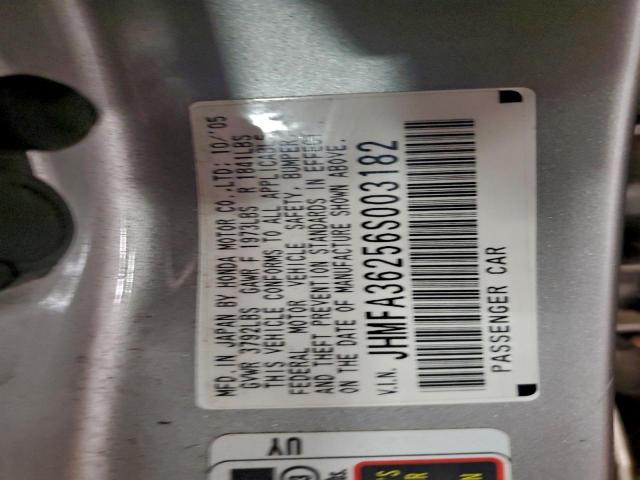 MFD. IN JAPAN BY HONDA MOTOR CO.,LTD. 10/'05
GVWR 3792LBS GAWR F 1973LBS R 1841LBS
THIS VEHICLE CONFORMS TO ALL APPLICABLE
FEDERAL MOTOR VEHICLE SAFETY, BUMPER,
AND THEFT PREVENTION STANDARDS IN EFFECT
ON THE DATE OF MANUFACTURE SHOWN ABOVE.
V.I.N. JHMFA36256S003182
PASSENGER CAR
UY